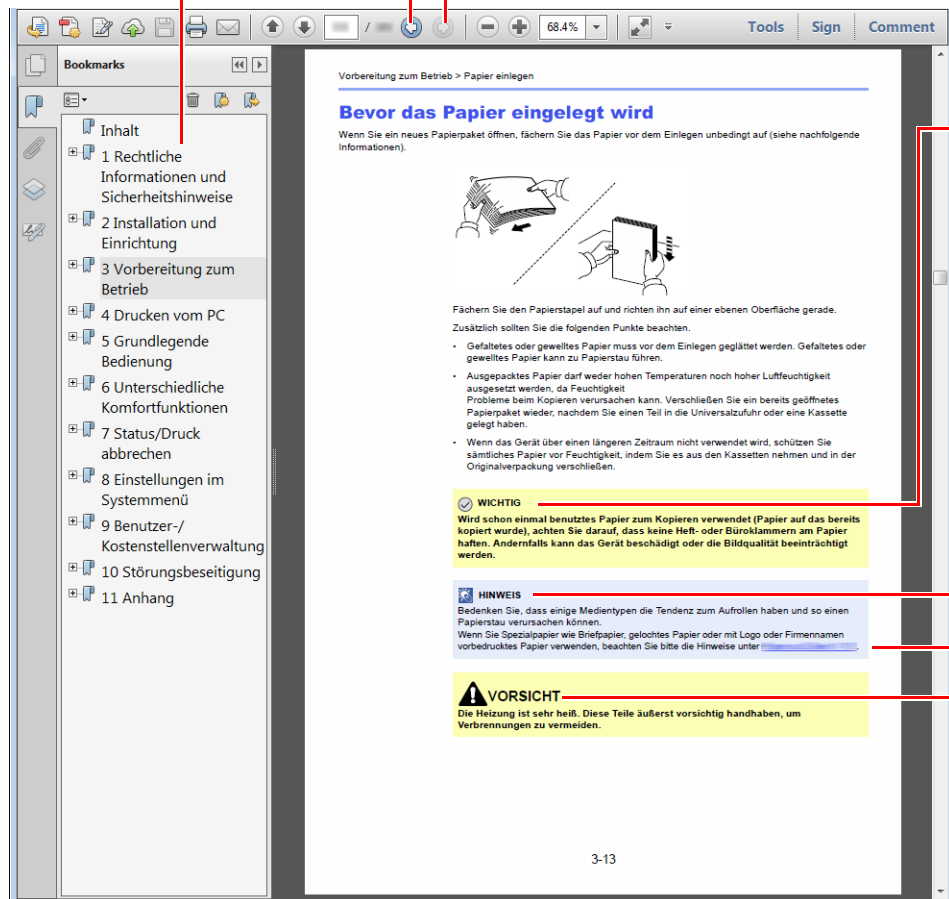 /
68.4%
Tools
Sign
Comment
Bookmarks
Inhalt
1 Rechtliche
Informationen und
Sicherheitshinweise
2 Installation und
Einrichtung
3 Vorbereitung zum
Betrieb
4 Drucken vom PC
5 Grundlegende
Bedienung
6 Unterschiedliche
Komfortfunktionen
7 Status/Druck
abbrechen
8 Einstellungen im
Systemmenü
9 Benutzer-/
Kostenstellenverwaltung
10 Störungsbeseitigung
11 Anhang
Vorbereitung zum Betrieb > Papier einlegen
Bevor das Papier eingelegt wird
Wenn Sie ein neues Papierpaket öffnen, fächern Sie das Papier vor dem Einlegen unbedingt auf (siehe nachfolgende
Informationen).
Fächern Sie den Papierstapel auf und richten ihn auf einer ebenen Oberfläche gerade.
Zusätzlich sollten Sie die folgenden Punkte beachten.
• Gefaltetes oder gewelltes Papier muss vor dem Einlegen geglättet werden. Gefaltetes oder
gewelltes Papier kann zu Papierstau führen.
• Ausgepacktes Papier darf weder hohen Temperaturen noch hoher Luftfeuchtigkeit
ausgesetzt werden, da Feuchtigkeit
Probleme beim Kopieren verursachen kann. Verschließen Sie ein bereits geöffnetes
Papierpaket wieder, nachdem Sie einen Teil in die Universalzufuhr oder eine Kassette
gelegt haben.
• Wenn das Gerät über einen längeren Zeitraum nicht verwendet wird, schützen Sie
sämtliches Papier vor Feuchtigkeit, indem Sie es aus den Kassetten nehmen und in der
Originalverpackung verschließen.
WICHTIG
Wird schon einmal benutztes Papier zum Kopieren verwendet (Papier auf das bereits
kopiert wurde), achten Sie darauf, dass keine Heft- oder Büroklammern am Papier
haften. Andernfalls kann das Gerät beschädigt oder die Bildqualität beeinträchtigt
werden.
HINWEIS
Bedenken Sie, dass einige Medientypen die Tendenz zum Aufrollen haben und so einen
Papierstau verursachen können.
Wenn Sie Spezialpapier wie Briefpapier, gelochtes Papier oder mit Logo oder Firmennamen
vorbedrucktes Papier verwenden, beachten Sie bitte die Hinweise unter .
VORSICHT
Die Heizung ist sehr heiß. Diese Teile äußerst vorsichtig handhaben, um
Verbrennungen zu vermeiden.
3-13